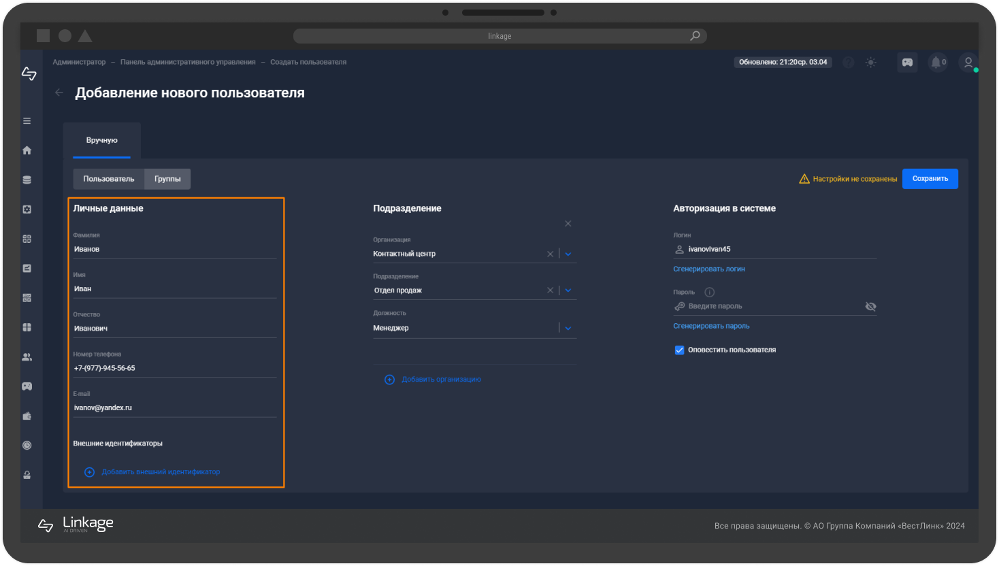 linkage
Администратор – Панель административного управления – Создать пользователя
Обновлено: 21:20 ср. 03.04
0
Добавление нового пользователя
Вручную
Пользователь
Группы
Настройки не сохранены
Сохранить
Личные данные
Фамилия
Иванов
Имя
Иван
Отчество
Иванович
Номер телефона
+7-(977)-945-56-65
E-mail
ivanov@yandex.ru
Внешние идентификаторы
Добавить внешний идентификатор
Подразделение
Организация
Контактный центр
Подразделение
Отдел продаж
Должность
Менеджер
Добавить организацию
Авторизация в системе
Логин
ivanovIvan45
Сгенерировать логин
Пароль
Введите пароль
Сгенерировать пароль
Оповестить пользователя
Linkage
AI DRIVEN
Все права защищены. © АО Группа Компаний «ВестЛинк» 2024